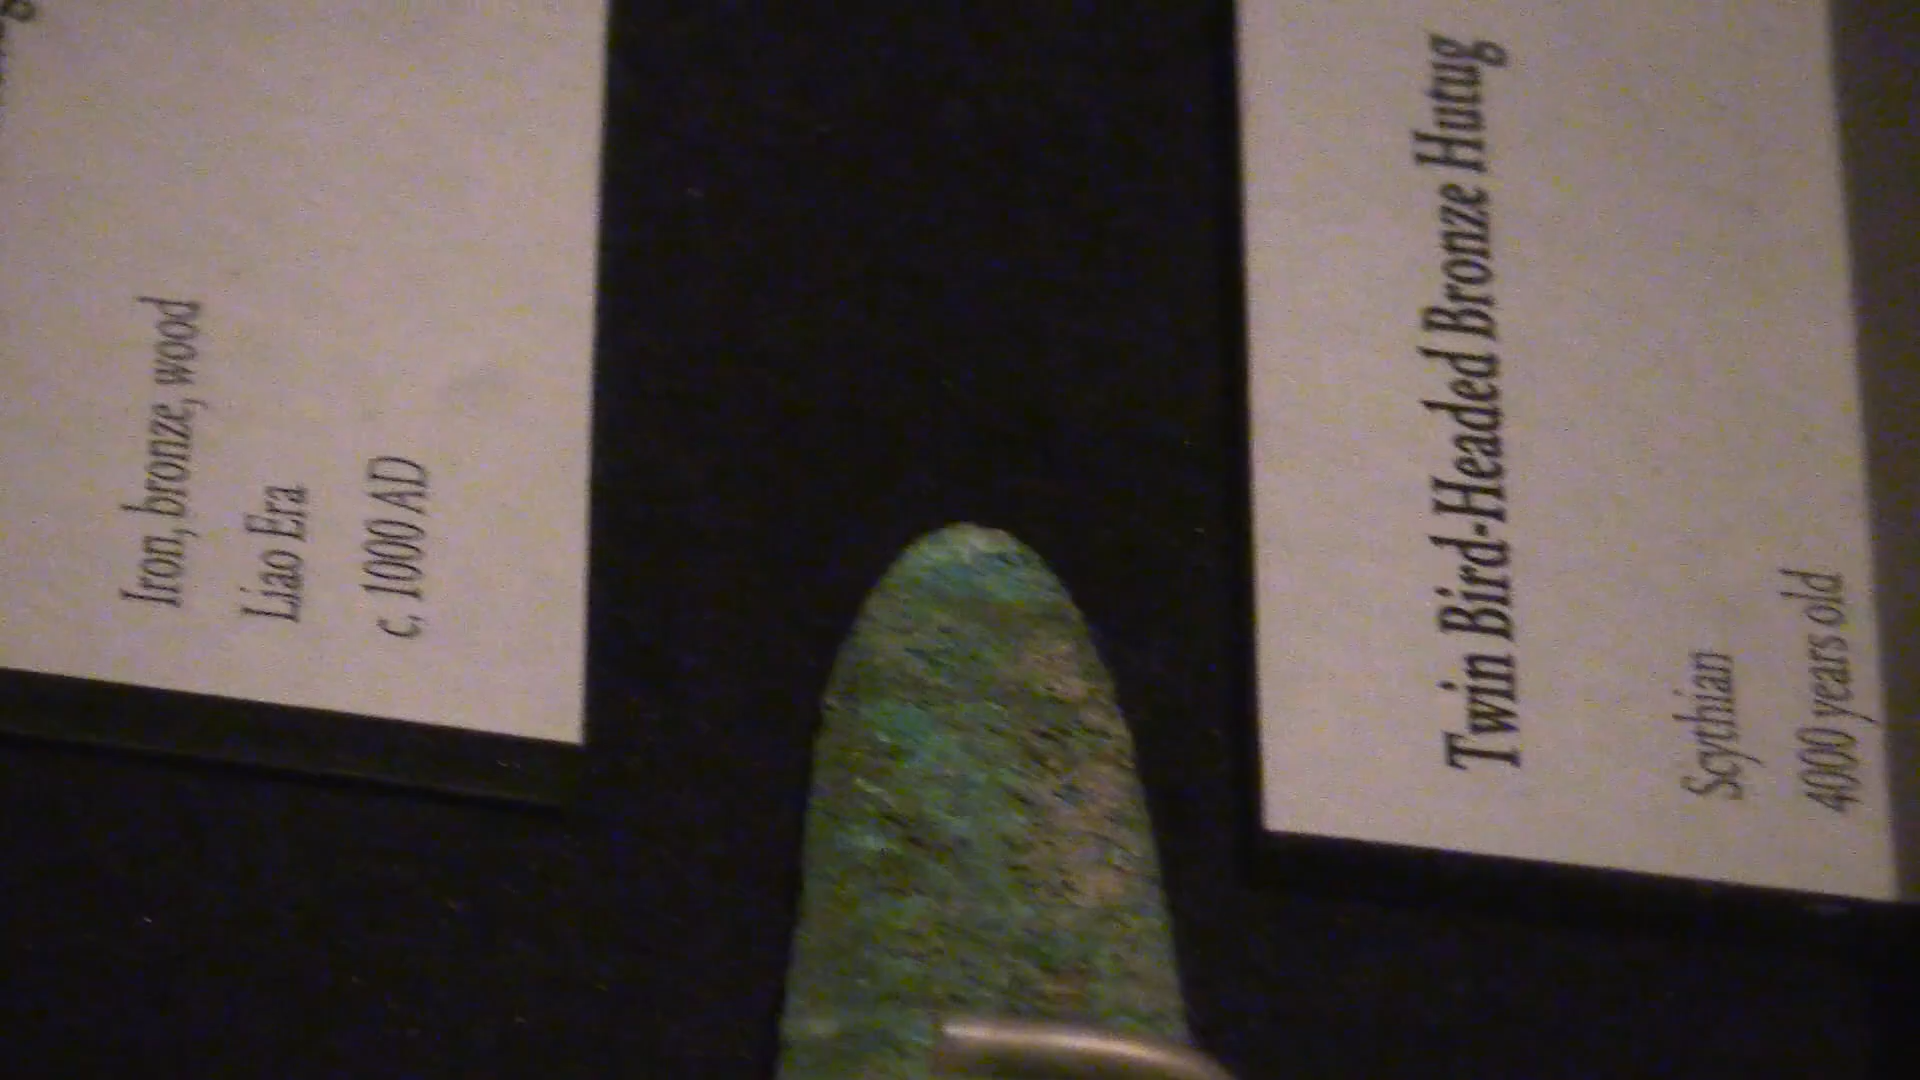 Iron, bronze, wood
Liao Era
c. 1000 AD
Twin Bird-Headed Bronze Hutug
Scythian
4000 years old